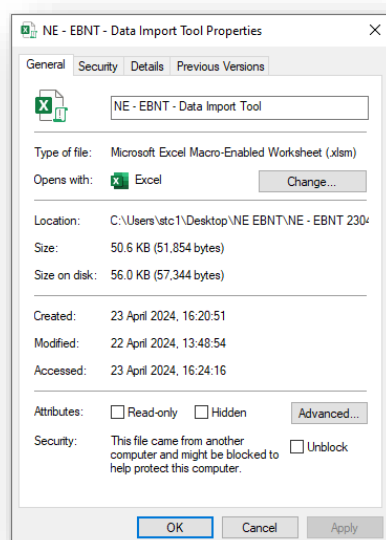 NE - EBNT - Data Import Tool Properties
General Security Details Previous Versions
NE - EBNT - Data Import Tool
Type of file: Microsoft Excel Macro-Enabled Worksheet (.xlsm)
Opens with: Excel Change...
Location: C:\Users\stc1\Desktop\NE EBNT\NE - EBNT 2304
Size: 50.6 KB (51,854 bytes)
Size on disk: 56.0 KB (57,344 bytes)
Created: 23 April 2024, 16:20:51
Modified: 22 April 2024, 13:48:54
Accessed: 23 April 2024, 16:24:16
Attributes: Read-only Hidden Advanced...
Security: This file came from another
computer and might be blocked to Unblock
help protect this computer.
OK Cancel Apply